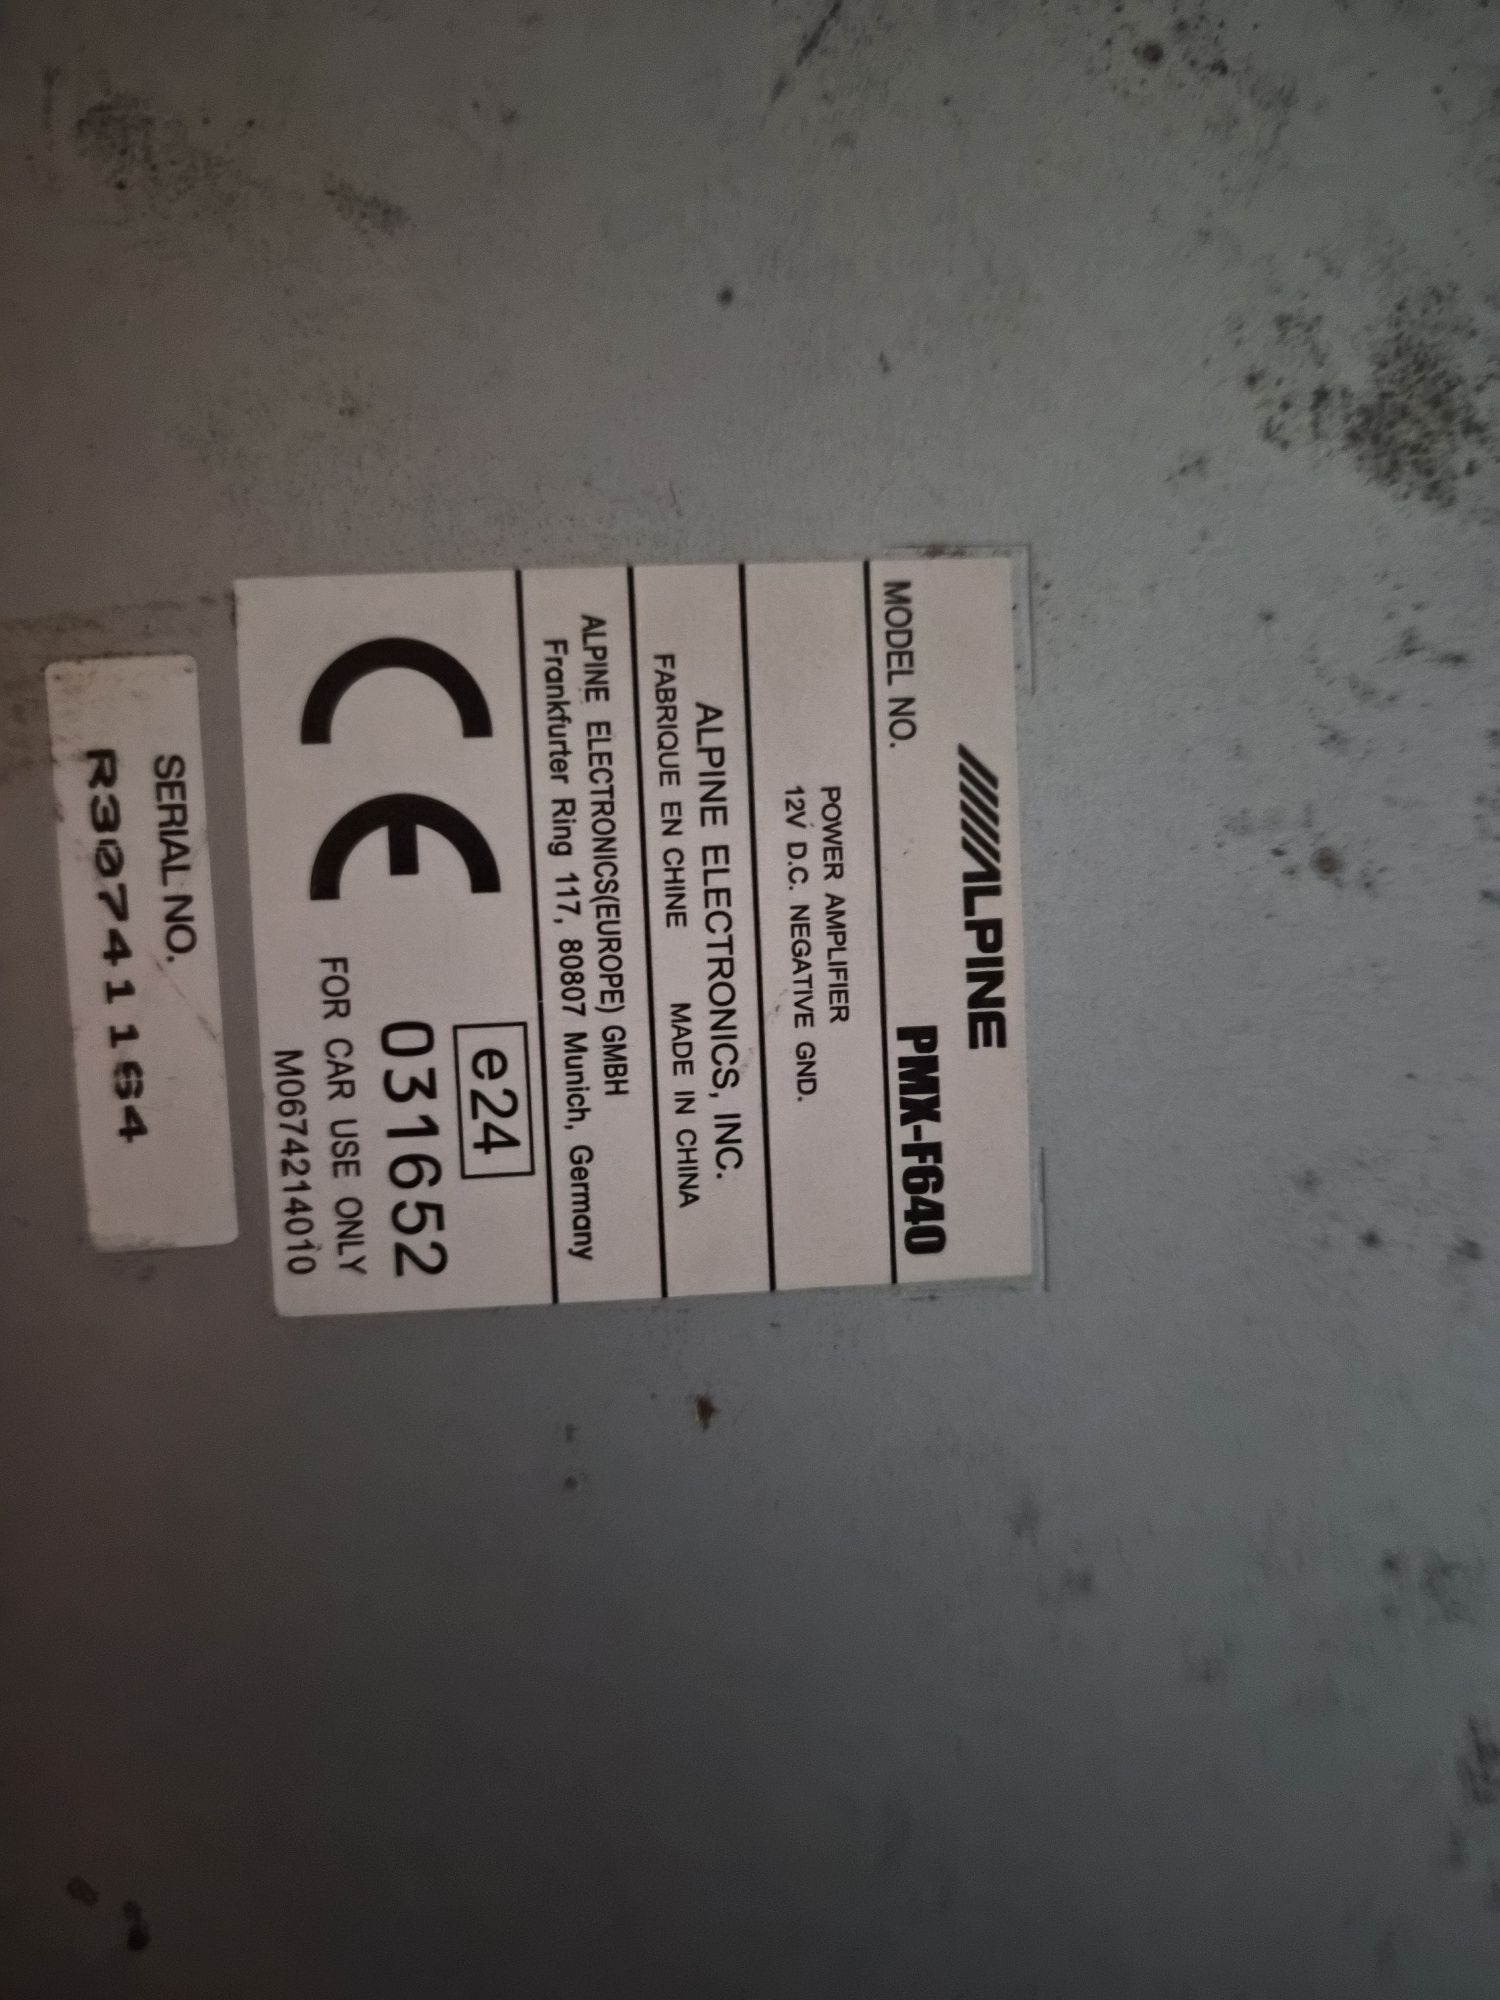 ALPINE
MODEL NO. PMX-F640
POWER AMPLIFIER
12V D.C. NEGATIVE GND.
ALPINE ELECTRONICS, INC.
FABRIQUE EN CHINE MADE IN CHINA
ALPINE ELECTRONICS(EUROPE) GMBH
Frankfurter Ring 117, 80807 Munich, Germany
CE
e24
031652
FOR CAR USE ONLY
M0674214010
SERIAL NO.